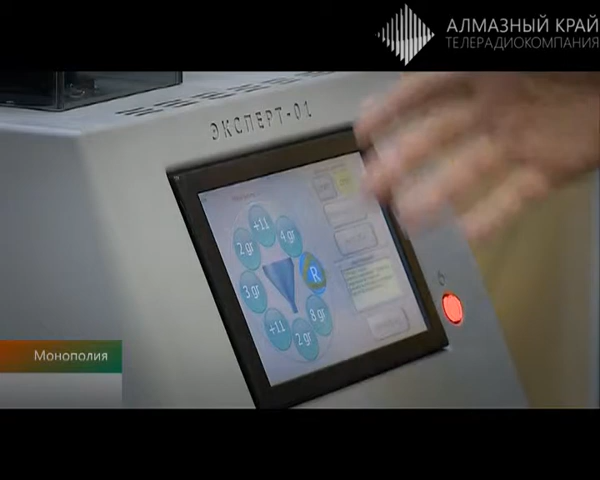 АЛМАЗНЫЙ КРАЙ
ТЕЛЕРАДИОКОМПАНИЯ
ЭКСПЕРТ-01
+11
4 gr
2 gr
R
3 gr
8 gr
+11
2 gr
Монополия